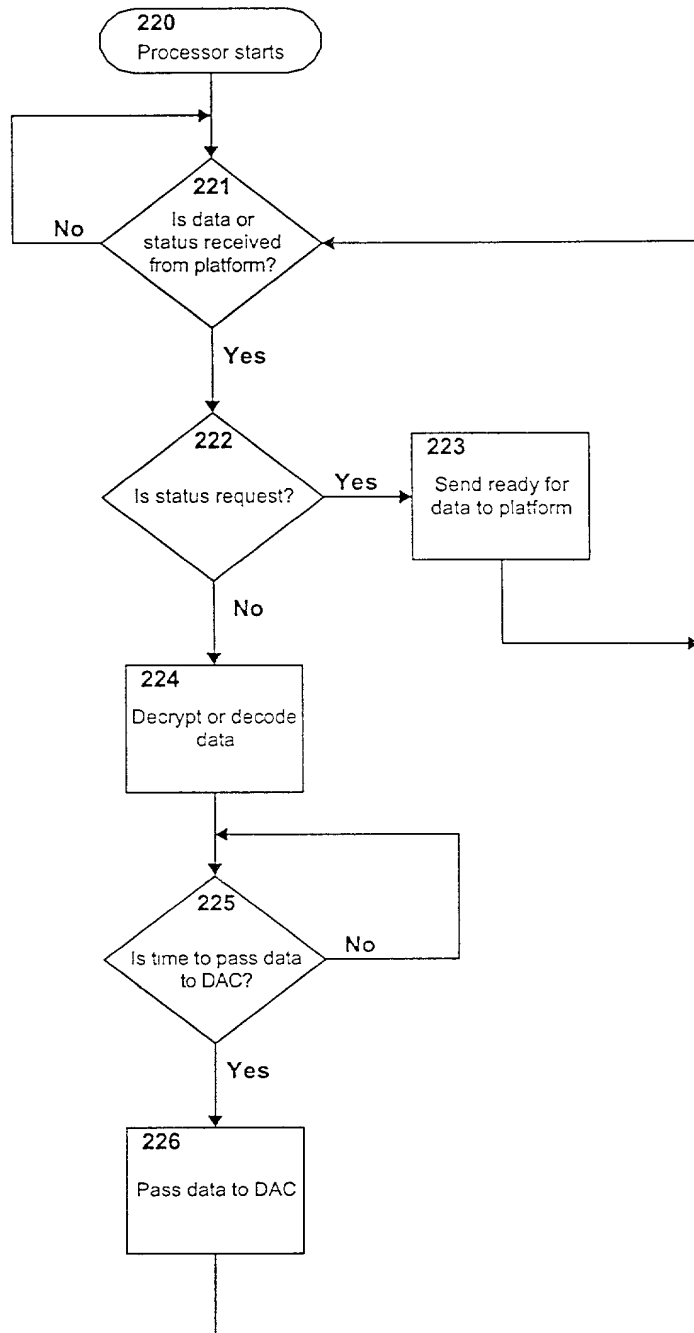 220
Processor starts
221
Is data or
status received
from platform?
No
Yes
222
Is status request?
Yes
223
Send ready for
data to platform
No
224
Decrypt or decode
data
225
Is time to pass data
to DAC?
No
Yes
226
Pass data to DAC